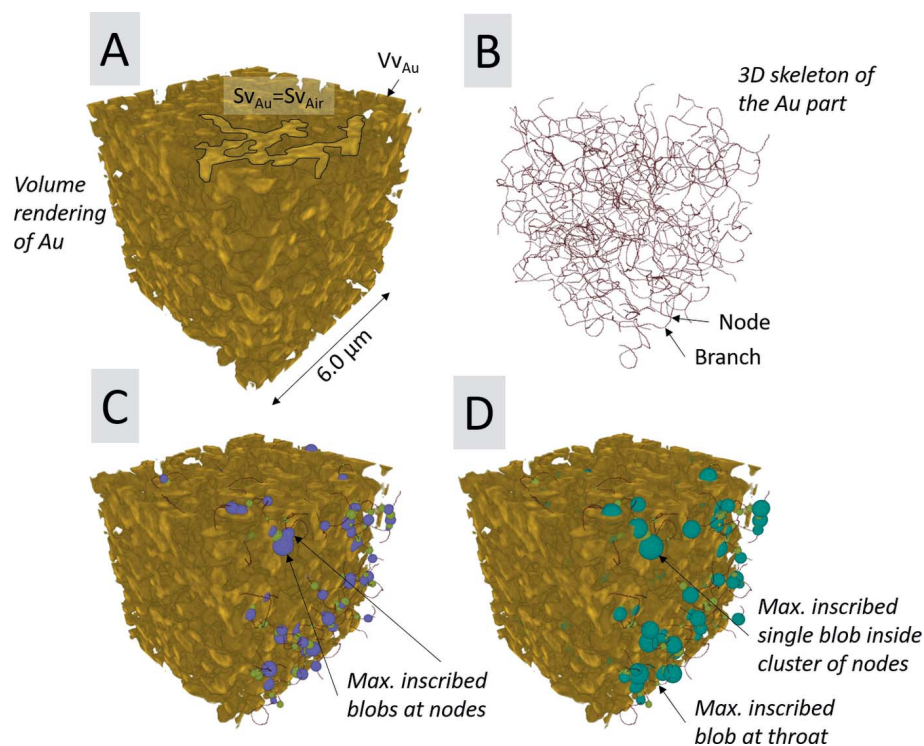 A
Vv_Au
Sv_Au=Sv_Air
Volume
rendering
of Au
6.0 µm
B
3D skeleton of
the Au part
Node
Branch
C
Max. inscribed
blobs at nodes
D
Max. inscribed
single blob inside
cluster of nodes
Max. inscribed
blob at throat